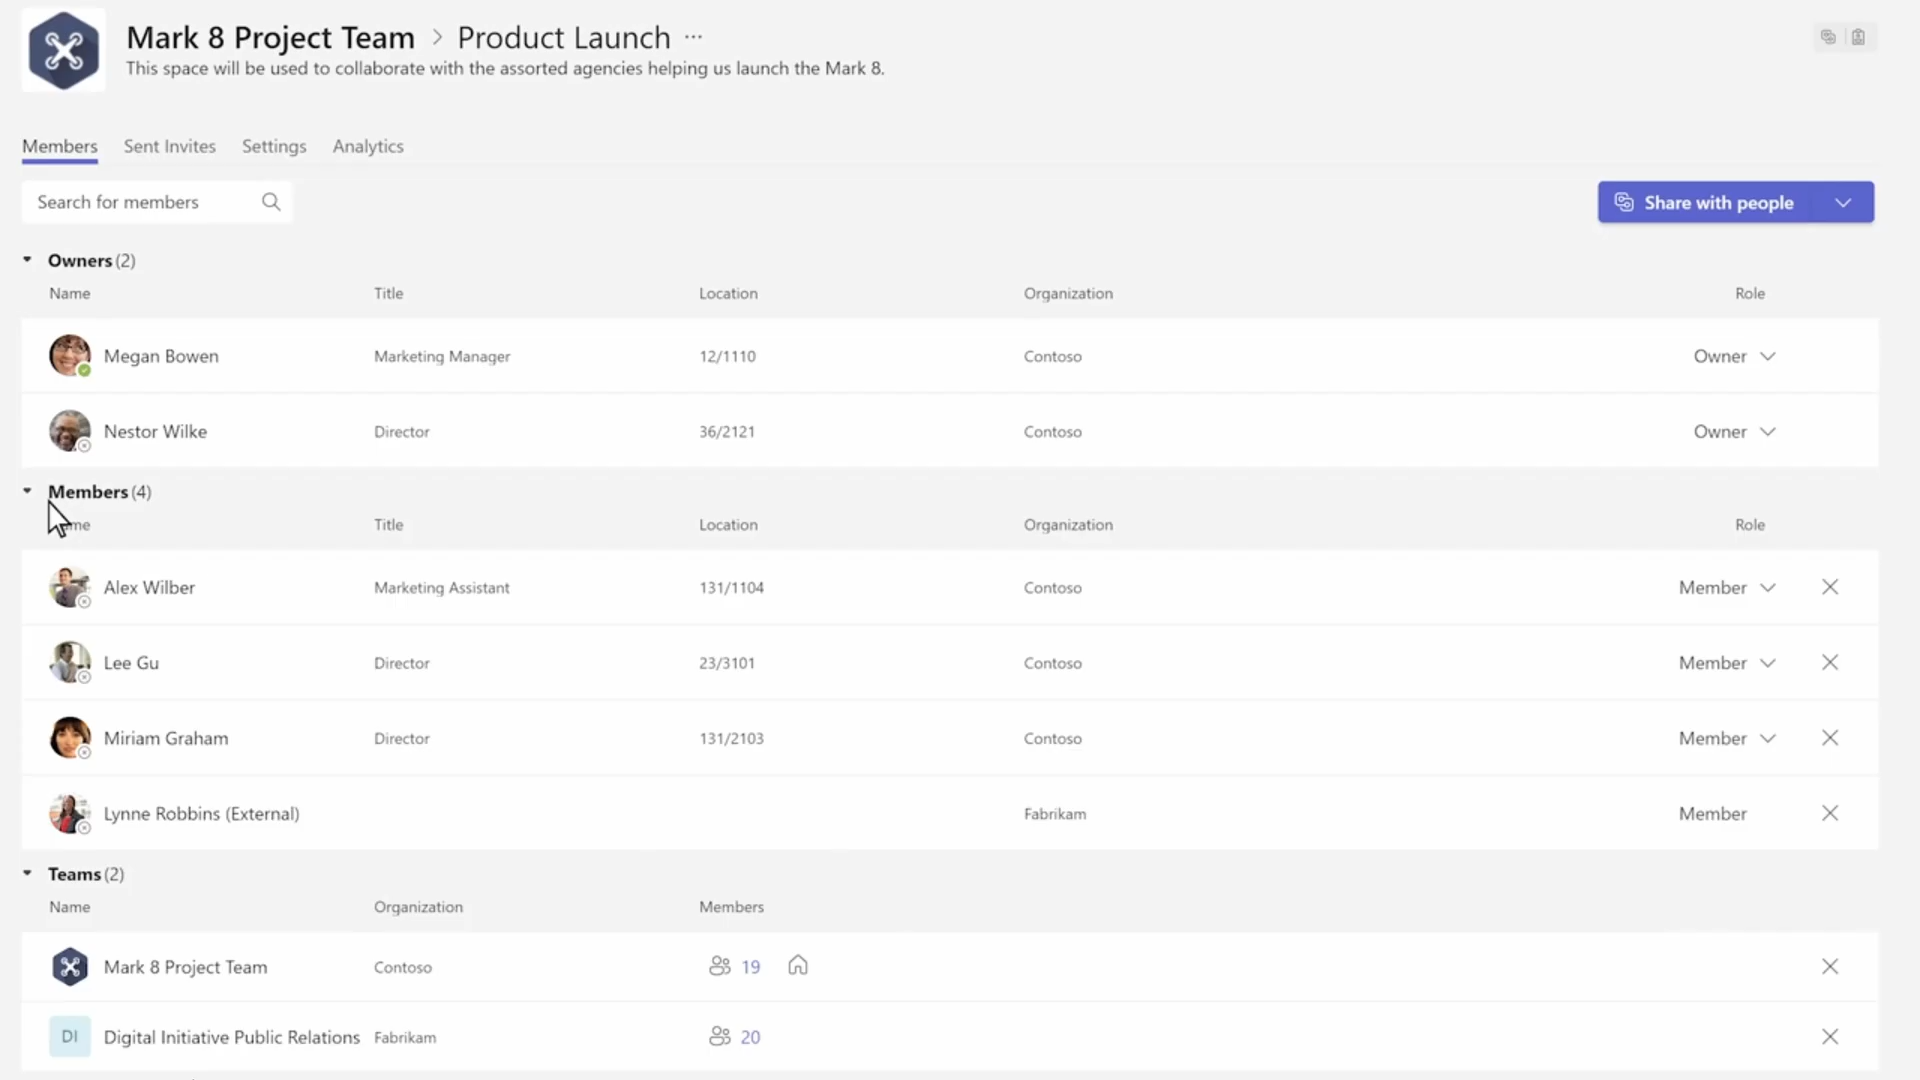 Mark 8 Project Team > Product Launch ...
This space will be used to collaborate with the assorted agencies helping us launch the Mark 8.
Members Sent Invites Settings Analytics
Search for members
Share with people
Owners (2)
Name Title Location Organization Role
Megan Bowen Marketing Manager 12/1110 Contoso Owner
Nestor Wilke Director 36/2121 Contoso Owner
Members (4)
me Title Location Organization Role
Alex Wilber Marketing Assistant 131/1104 Contoso Member
Lee Gu Director 23/3101 Contoso Member
Miriam Graham Director 131/2103 Contoso Member
Lynne Robbins (External) Fabrikam Member
Teams (2)
Name Organization Members
Mark 8 Project Team Contoso 19
DI Digital Initiative Public Relations Fabrikam 20